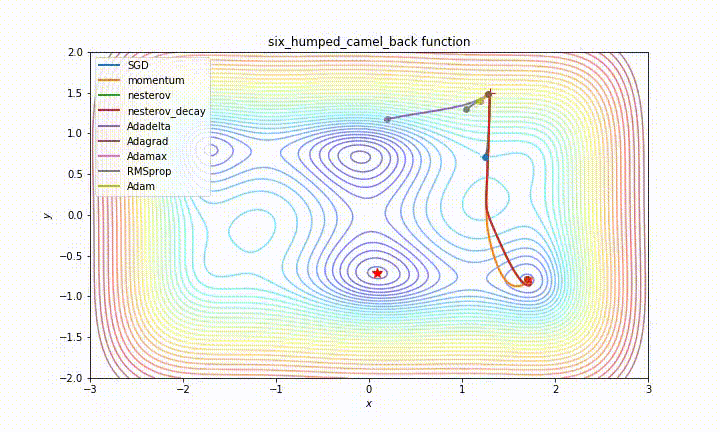 six_humped_camel_back function
SGD
momentum
nesterov
nesterov_decay
Adadelta
Adagrad
Adamax
RMSprop
Adam
2.0
1.5
1.0
0.5
0.0
−0.5
−1.0
−1.5
−2.0
y
−3
−2
−1
0
1
2
3
x